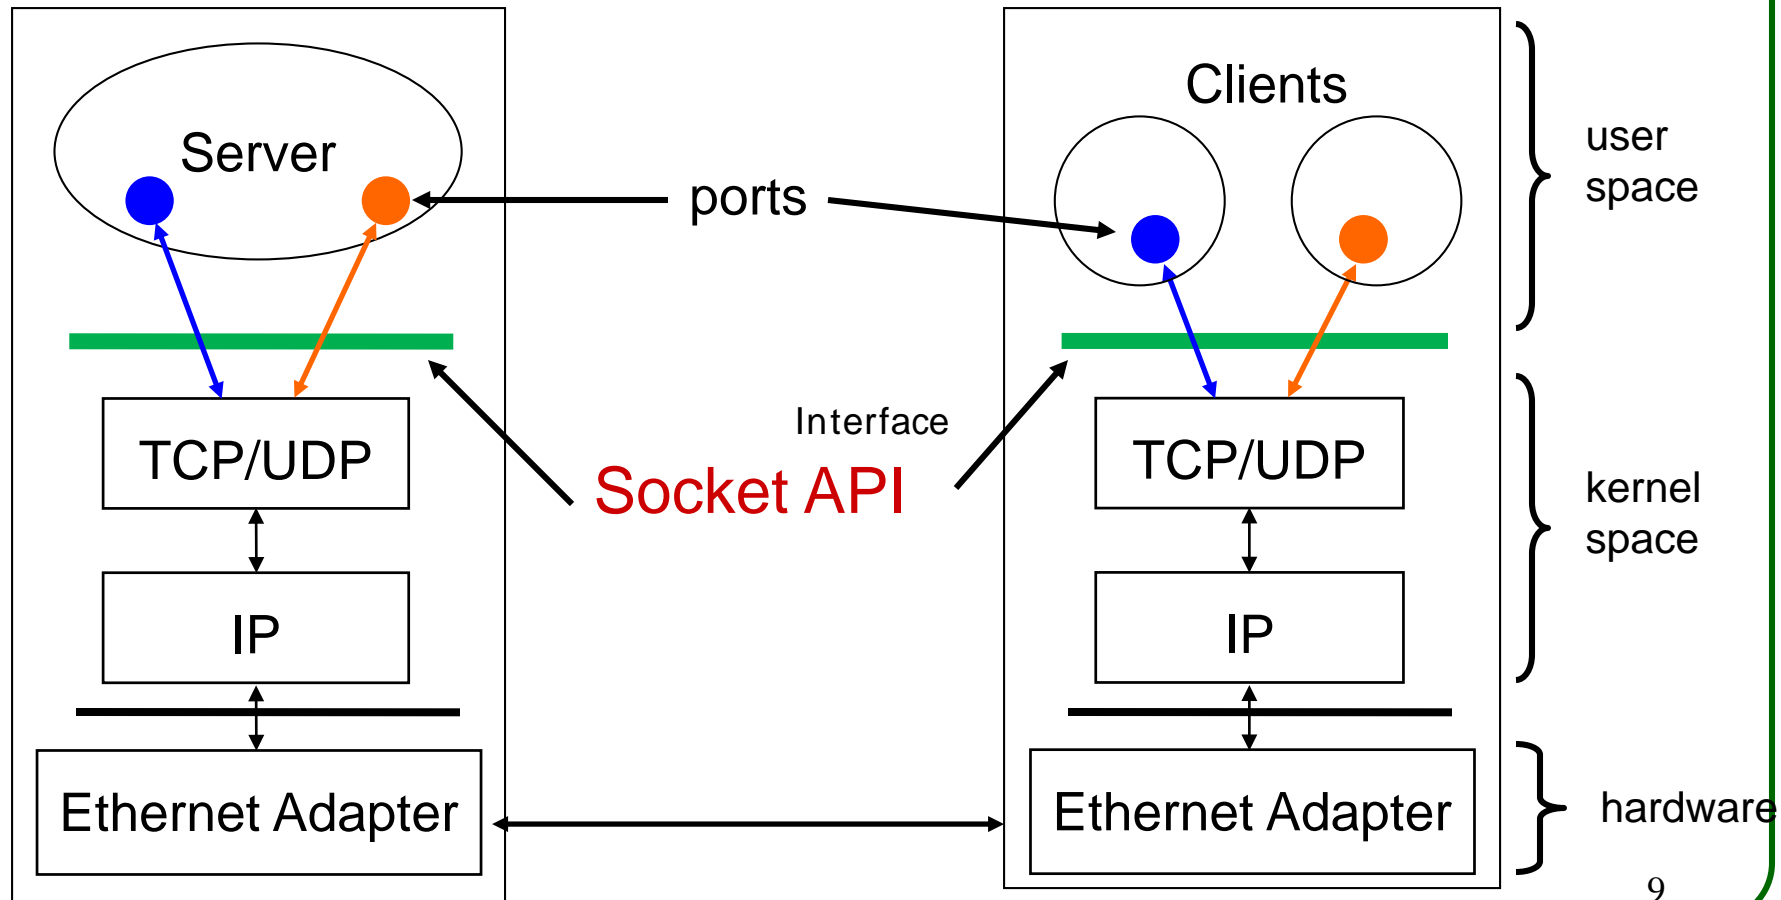 Server
ports
Clients
user
space
Interface
Socket API
TCP/UDP
TCP/UDP
kernel
space
IP
IP
Ethernet Adapter
Ethernet Adapter
hardware
9